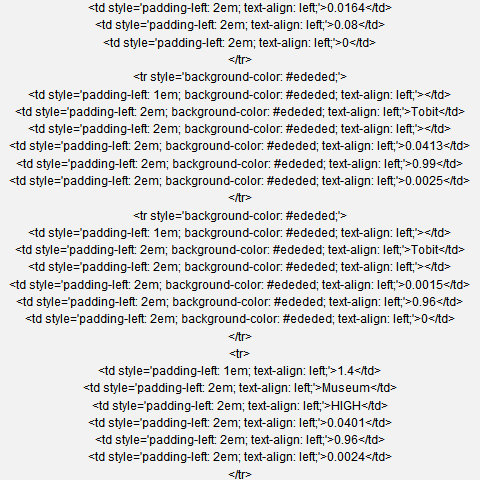 <td style='padding-left: 2em; text-align: left;'>0.0164</td>
<td style='padding-left: 2em; text-align: left;'>0.08</td>
<td style='padding-left: 2em; text-align: left;'>0</td>
</tr>
<tr style='background-color: #ededed;'>
<td style='padding-left: 1em; background-color: #ededed; text-align: left;'></td>
<td style='padding-left: 2em; background-color: #ededed; text-align: left;'>Tobit</td>
<td style='padding-left: 2em; background-color: #ededed; text-align: left;'></td>
<td style='padding-left: 2em; background-color: #ededed; text-align: left;'>0.0413</td>
<td style='padding-left: 2em; background-color: #ededed; text-align: left;'>0.99</td>
<td style='padding-left: 2em; background-color: #ededed; text-align: left;'>0.0025</td>
</tr>
<tr style='background-color: #ededed;'>
<td style='padding-left: 1em; background-color: #ededed; text-align: left;'></td>
<td style='padding-left: 2em; background-color: #ededed; text-align: left;'>Tobit</td>
<td style='padding-left: 2em; background-color: #ededed; text-align: left;'></td>
<td style='padding-left: 2em; background-color: #ededed; text-align: left;'>0.0015</td>
<td style='padding-left: 2em; background-color: #ededed; text-align: left;'>0.96</td>
<td style='padding-left: 2em; background-color: #ededed; text-align: left;'>0</td>
</tr>
<tr>
<td style='padding-left: 1em; text-align: left;'>1.4</td>
<td style='padding-left: 2em; text-align: left;'>Museum</td>
<td style='padding-left: 2em; text-align: left;'>HIGH</td>
<td style='padding-left: 2em; text-align: left;'>0.0401</td>
<td style='padding-left: 2em; text-align: left;'>0.96</td>
<td style='padding-left: 2em; text-align: left;'>0.0024</td>
</tr>